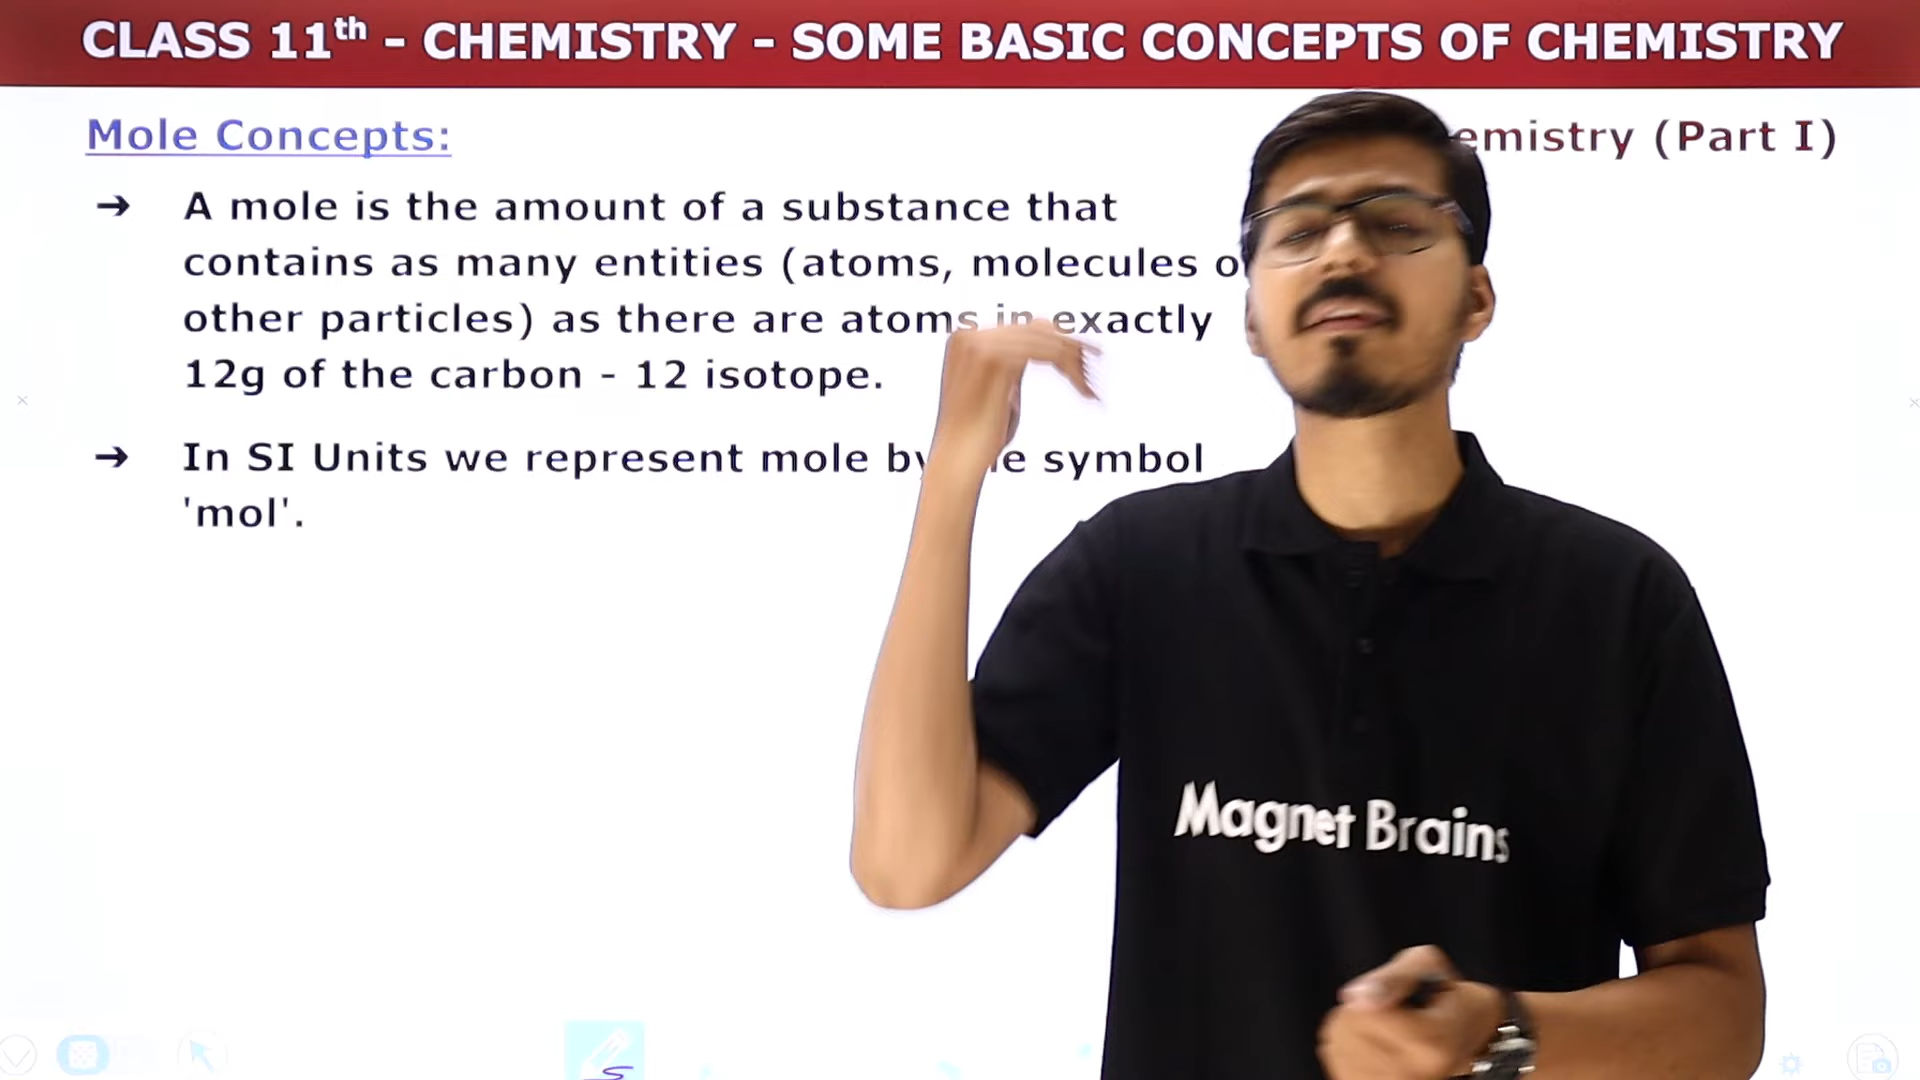 CLASS 11th - CHEMISTRY - SOME BASIC CONCEPTS OF CHEMISTRY
Mole Concepts:
emistry (Part I)
➔ A mole is the amount of a substance that
contains as many entities (atoms, molecules o
other particles) as there are atoms in exactly
12g of the carbon - 12 isotope.
➔ In SI Units we represent mole by e symbol
'mol'.
Magnet Brains